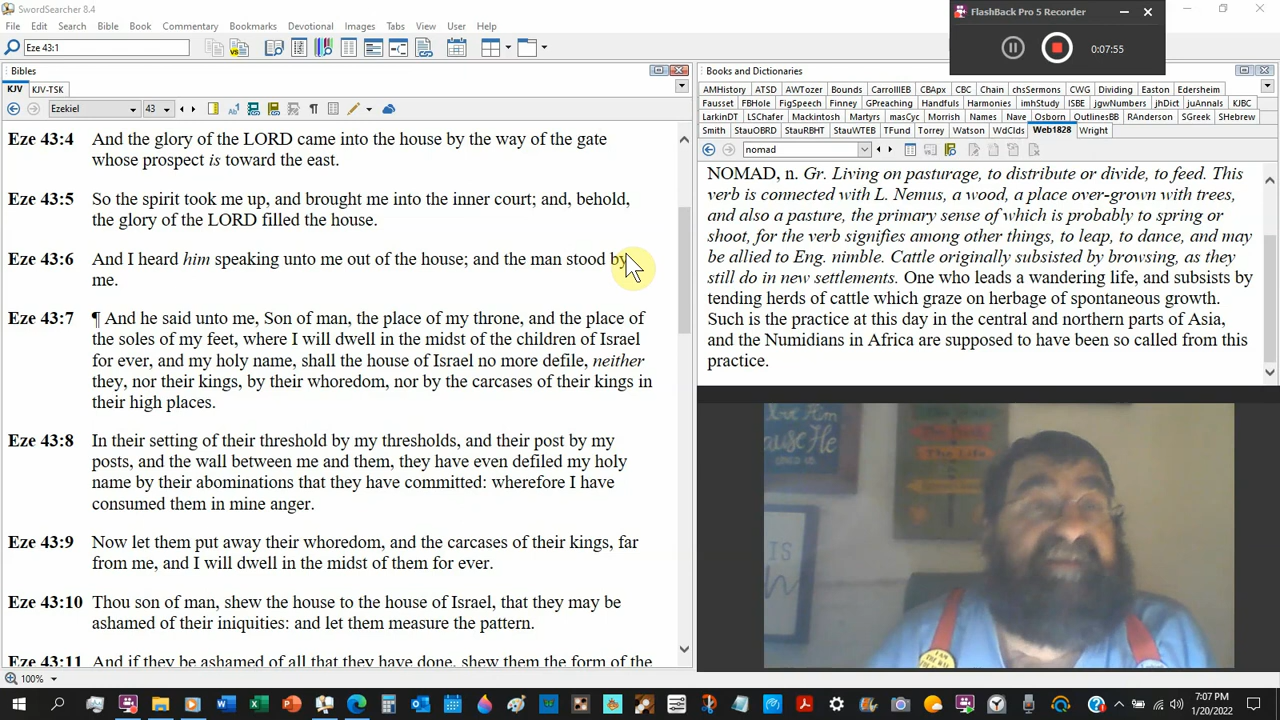 SwordSearcher 8.4
File Edit Search Bible Book Commentary Bookmarks Devotional Images Tabs View User Help
Eze 43:1
Bibles
KJV KJV-TSK
Ezekiel 43
Eze 43:4 And the glory of the LORD came into the house by the way of the gate
whose prospect is toward the east.
Eze 43:5 So the spirit took me up, and brought me into the inner court; and, behold,
the glory of the LORD filled the house.
Eze 43:6 And I heard him speaking unto me out of the house; and the man stood by
me.
Eze 43:7 ¶ And he said unto me, Son of man, the place of my throne, and the place of
the soles of my feet, where I will dwell in the midst of the children of Israel
for ever, and my holy name, shall the house of Israel no more defile, neither
they, nor their kings, by their whoredom, nor by the carcases of their kings in
their high places.
Eze 43:8 In their setting of their threshold by my thresholds, and their post by my
posts, and the wall between me and them, they have even defiled my holy
name by their abominations that they have committed: wherefore I have
consumed them in mine anger.
Eze 43:9 Now let them put away their whoredom, and the carcases of their kings, far
from me, and I will dwell in the midst of them for ever.
Eze 43:10 Thou son of man, shew the house to the house of Israel, that they may be
ashamed of their iniquities: and let them measure the pattern.
Eze 43:11 And if they be ashamed of all that they have done, shew them the form of the
100%
FlashBack Pro 5 Recorder
0:07:55
Books and Dictionaries
AMHistory ATSD AWTozer Bounds CarrollEB CBApx CBC Chain chsSermons CWG Dividing Easton Edersheim
Fausset FBHole FigSpeech Finney GPreaching Handfuls Harmonies imhStudy ISBE jgwNumbers jhDict juAnnals KJBC
LarkinDT LSChafer Mackintosh Martyrs masCyc Morrish Names Nave Osborn OutlinesBB RAnderson SGreek SHebrew
Smith StauOBRD StauRBHT StauWTEB TFund Torrey Watson WdClds Web1828 Wright
nomad
NOMAD, n. Gr. Living on pasturage, to distribute or divide, to feed. This
verb is connected with L. Nemus, a wood, a place over-grown with trees,
and also a pasture, the primary sense of which is probably to spring or
shoot, for the verb signifies among other things, to leap, to dance, and may
be allied to Eng. nimble. Cattle originally subsisted by browsing, as they
still do in new settlements. One who leads a wandering life, and subsists by
tending herds of cattle which graze on herbage of spontaneous growth.
Such is the practice at this day in the central and northern parts of Asia,
and the Numidians in Africa are supposed to have been so called from this
practice.
7:07 PM
1/20/2022